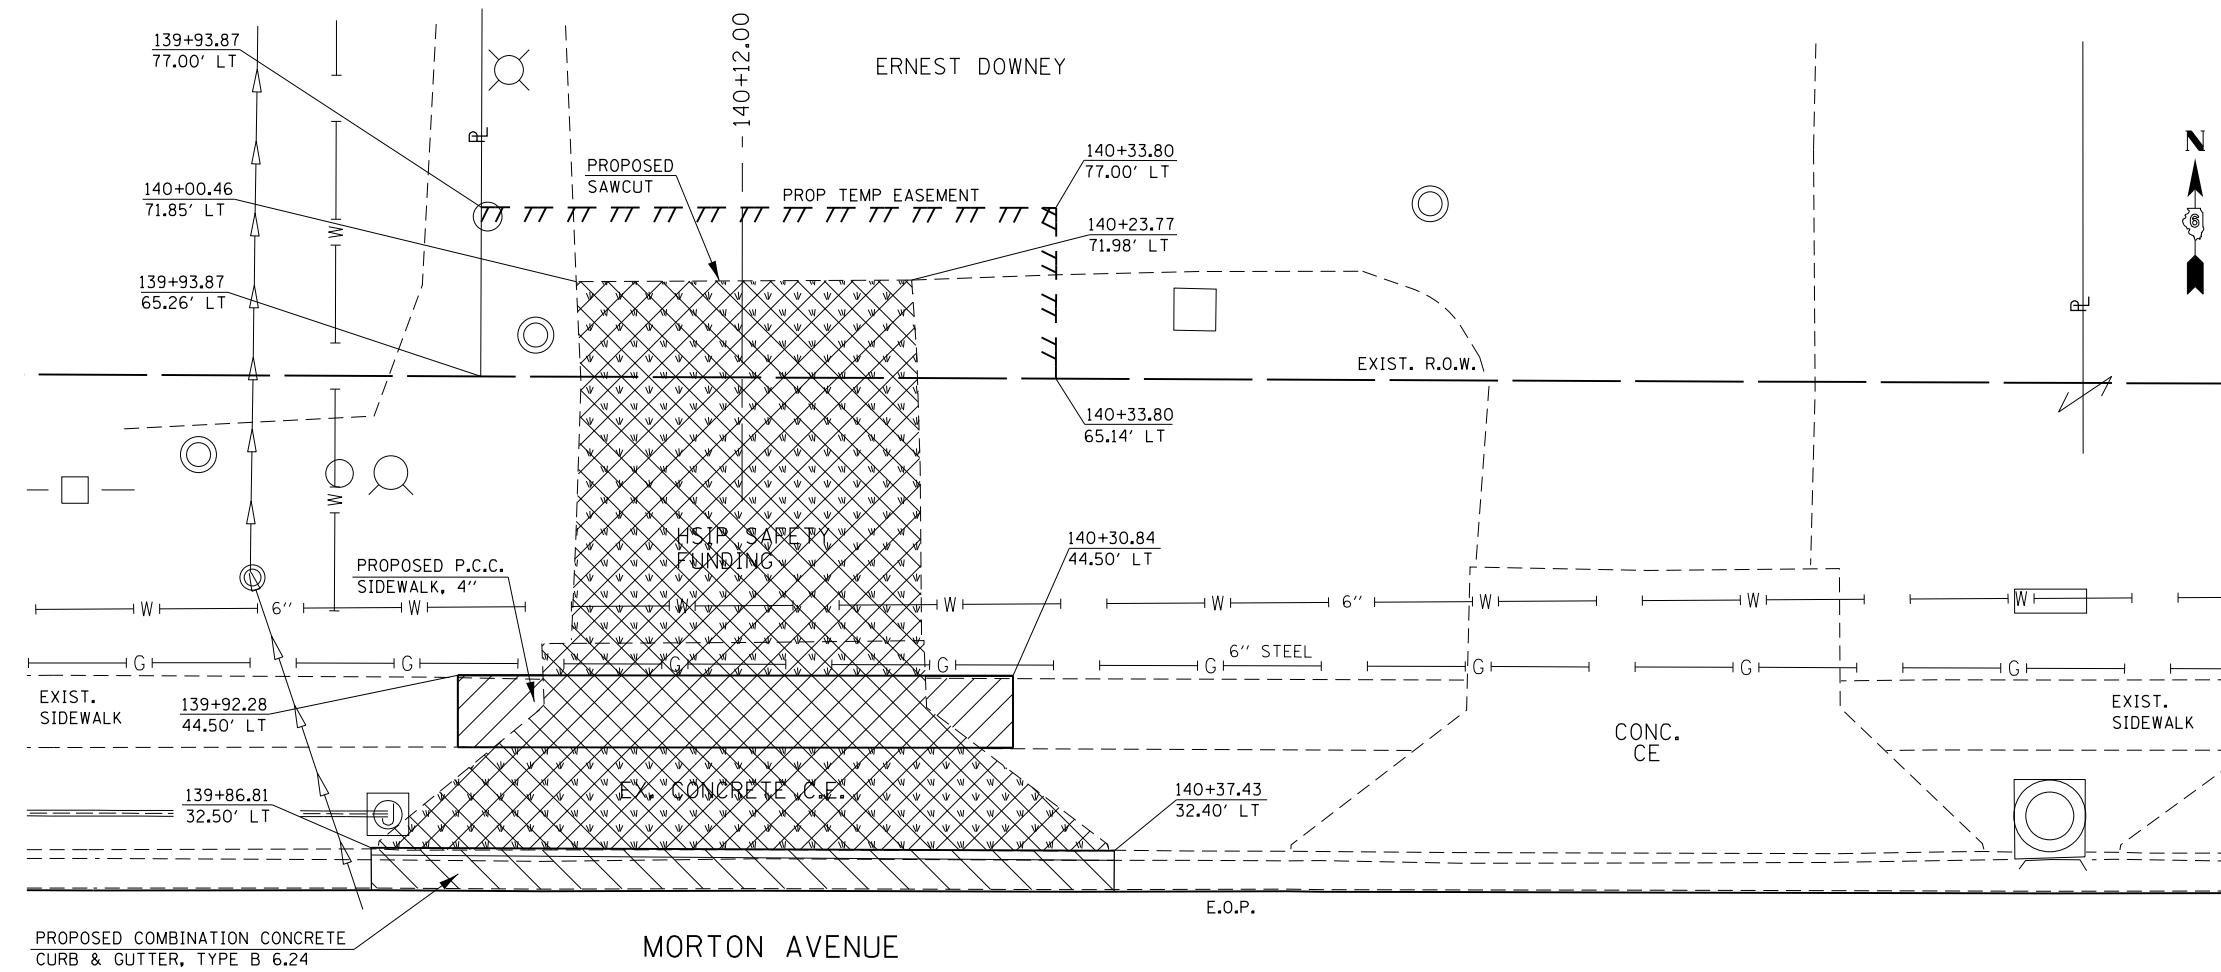 139+93.87
77.00' LT
140+12.00
ERNEST DOWNEY
PL
N
6
140+33.80
77.00' LT
PROPOSED
SAWCUT
PROP TEMP EASEMENT
140+00.46
71.85' LT
W
140+23.77
71.98' LT
139+93.87
65.26' LT
PL
EXIST. R.O.W.
140+33.80
65.14' LT
W
HSIP SAFETY
FUNDING
140+30.84
44.50' LT
PROPOSED P.C.C.
SIDEWALK, 4"
W 6" W W W W 6" W W W
G G G G G 6" STEEL G G G
EXIST.
SIDEWALK
139+92.28
44.50' LT
CONC.
CE
EXIST.
SIDEWALK
EX. CONCRETE C.E.
139+86.81
32.50' LT
J
140+37.43
32.40' LT
E.O.P.
PROPOSED COMBINATION CONCRETE
CURB & GUTTER, TYPE B 6.24
MORTON AVENUE